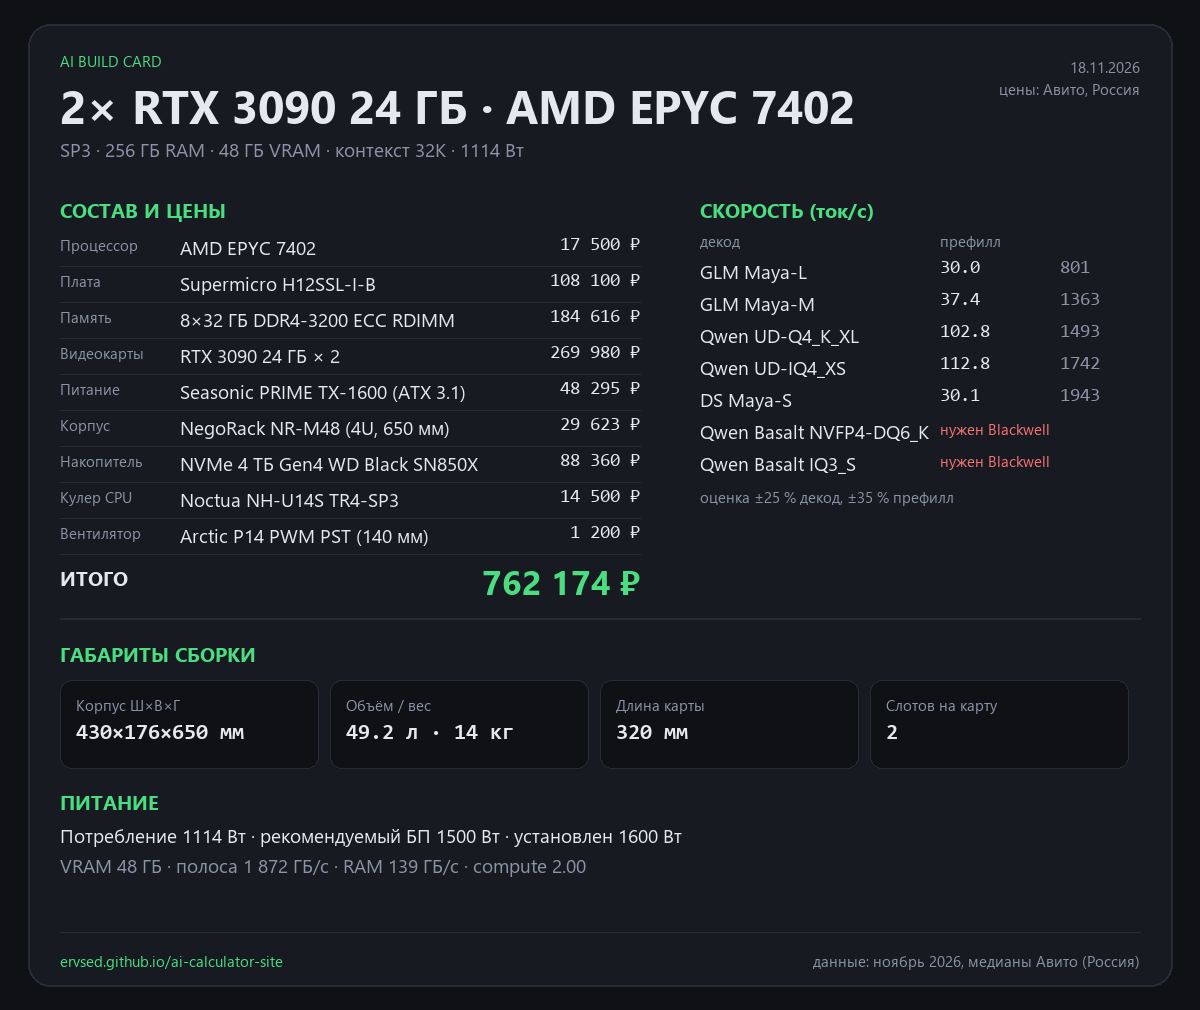 AI BUILD CARD
18.11.2026
2× RTX 3090 24 ГБ · AMD EPYC 7402
цены: Авито, Россия
SP3 · 256 ГБ RAM · 48 ГБ VRAM · контекст 32К · 1114 Вт
СОСТАВ И ЦЕНЫ
Процессор AMD EPYC 7402 17 500 ₽
Плата Supermicro H12SSL-I-B 108 100 ₽
Память 8×32 ГБ DDR4-3200 ECC RDIMM 184 616 ₽
Видеокарты RTX 3090 24 ГБ × 2 269 980 ₽
Питание Seasonic PRIME TX-1600 (ATX 3.1) 48 295 ₽
Корпус NegoRack NR-M48 (4U, 650 мм) 29 623 ₽
Накопитель NVMe 4 ТБ Gen4 WD Black SN850X 88 360 ₽
Кулер CPU Noctua NH-U14S TR4-SP3 14 500 ₽
Вентилятор Arctic P14 PWM PST (140 мм) 1 200 ₽
ИТОГО 762 174 ₽
СКОРОСТЬ (ток/с)
декод префилл
GLM Maya-L 30.0 801
GLM Maya-M 37.4 1363
Qwen UD-Q4_K_XL 102.8 1493
Qwen UD-IQ4_XS 112.8 1742
DS Maya-S 30.1 1943
Qwen Basalt NVFP4-DQ6_K нужен Blackwell
Qwen Basalt IQ3_S нужен Blackwell
оценка ±25 % декод, ±35 % префилл
ГАБАРИТЫ СБОРКИ
Корпус Ш×В×Г
430×176×650 мм
Объём / вес
49.2 л · 14 кг
Длина карты
320 мм
Слотов на карту
2
ПИТАНИЕ
Потребление 1114 Вт · рекомендуемый БП 1500 Вт · установлен 1600 Вт
VRAM 48 ГБ · полоса 1 872 ГБ/с · RAM 139 ГБ/с · compute 2.00
ervsed.github.io/ai-calculator-site
данные: ноябрь 2026, медианы Авито (Россия)